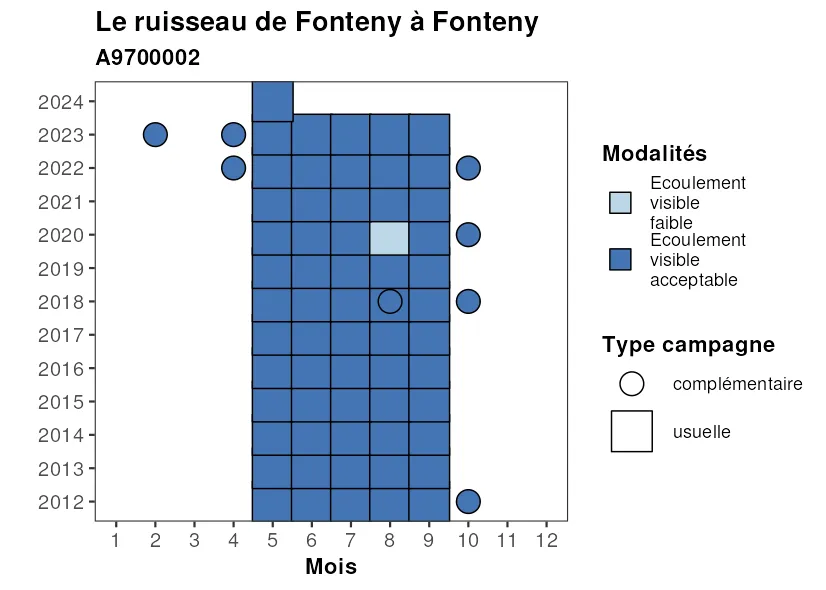 Le ruisseau de Fonteny à Fonteny
A9700002
2024
2023
2022
2021
2020
2019
2018
2017
2016
2015
2014
2013
2012
1 2 3 4 5 6 7 8 9 10 11 12
Mois
Modalités
Ecoulement
visible
faible
Ecoulement
visible
acceptable
Type campagne
complémentaire
usuelle